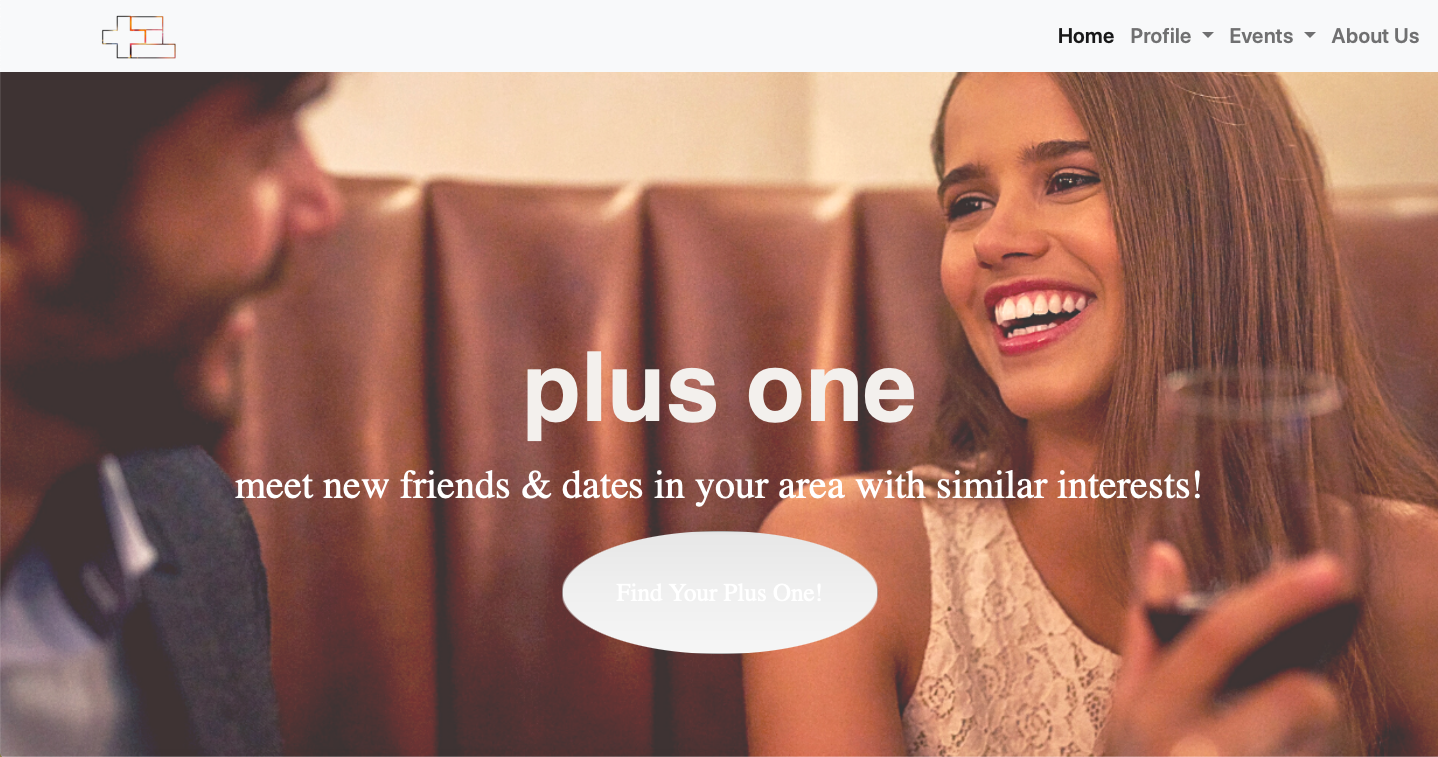 Home Profile Events About Us
plus one
meet new friends & dates in your area with similar interests!
Find Your Plus One!